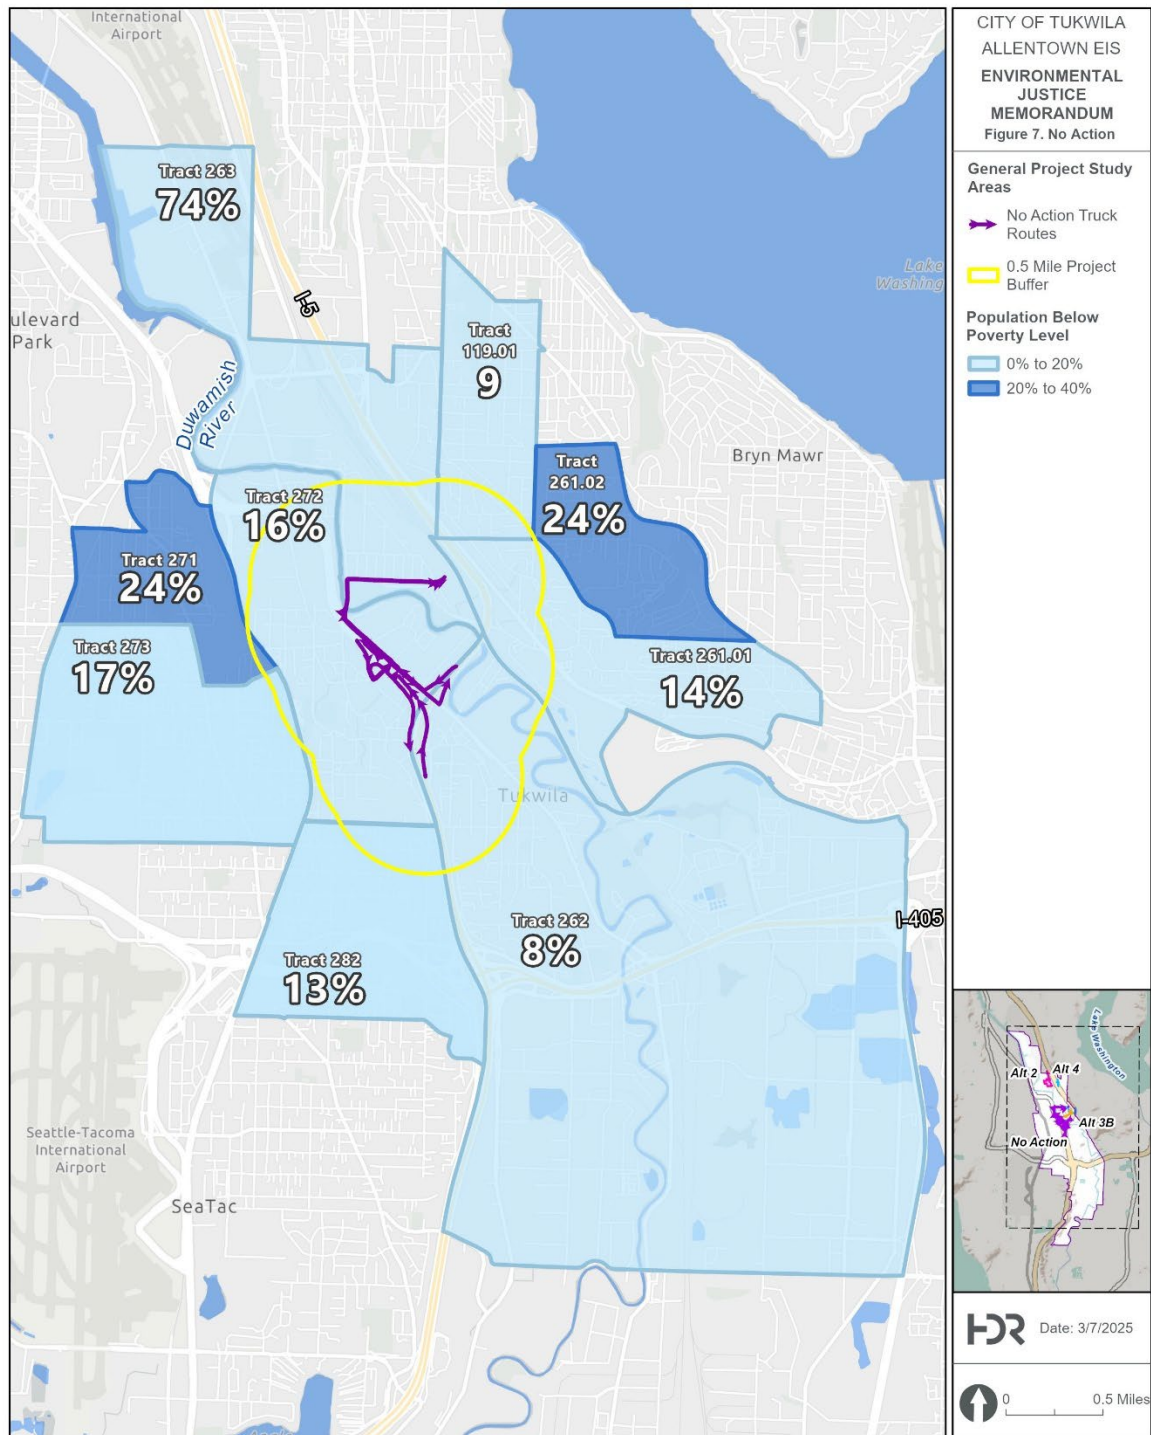 International
Airport
Tract 263
74%
I-5
ulevard
Park
Duwamish
River
Tract
119.01
9
Lake
Washing
Bryn Mawr
Tract
261.02
24%
Tract 272
16%
Tract 271
24%
Tract 273
17%
Tract 261.01
14%
Tukwila
I-405
Tract 262
8%
Tract 282
13%
Seattle-Tacoma
International
Airport
SeaTac
CITY OF TUKWILA
ALLENTOWN EIS
ENVIRONMENTAL
JUSTICE
MEMORANDUM
Figure 7. No Action
General Project Study
Areas
No Action Truck
Routes
0.5 Mile Project
Buffer
Population Below
Poverty Level
0% to 20%
20% to 40%
Lake
Washington
Alt 2
Alt 4
Alt 3B
No Action
HDR
Date: 3/7/2025
0
0.5 Miles